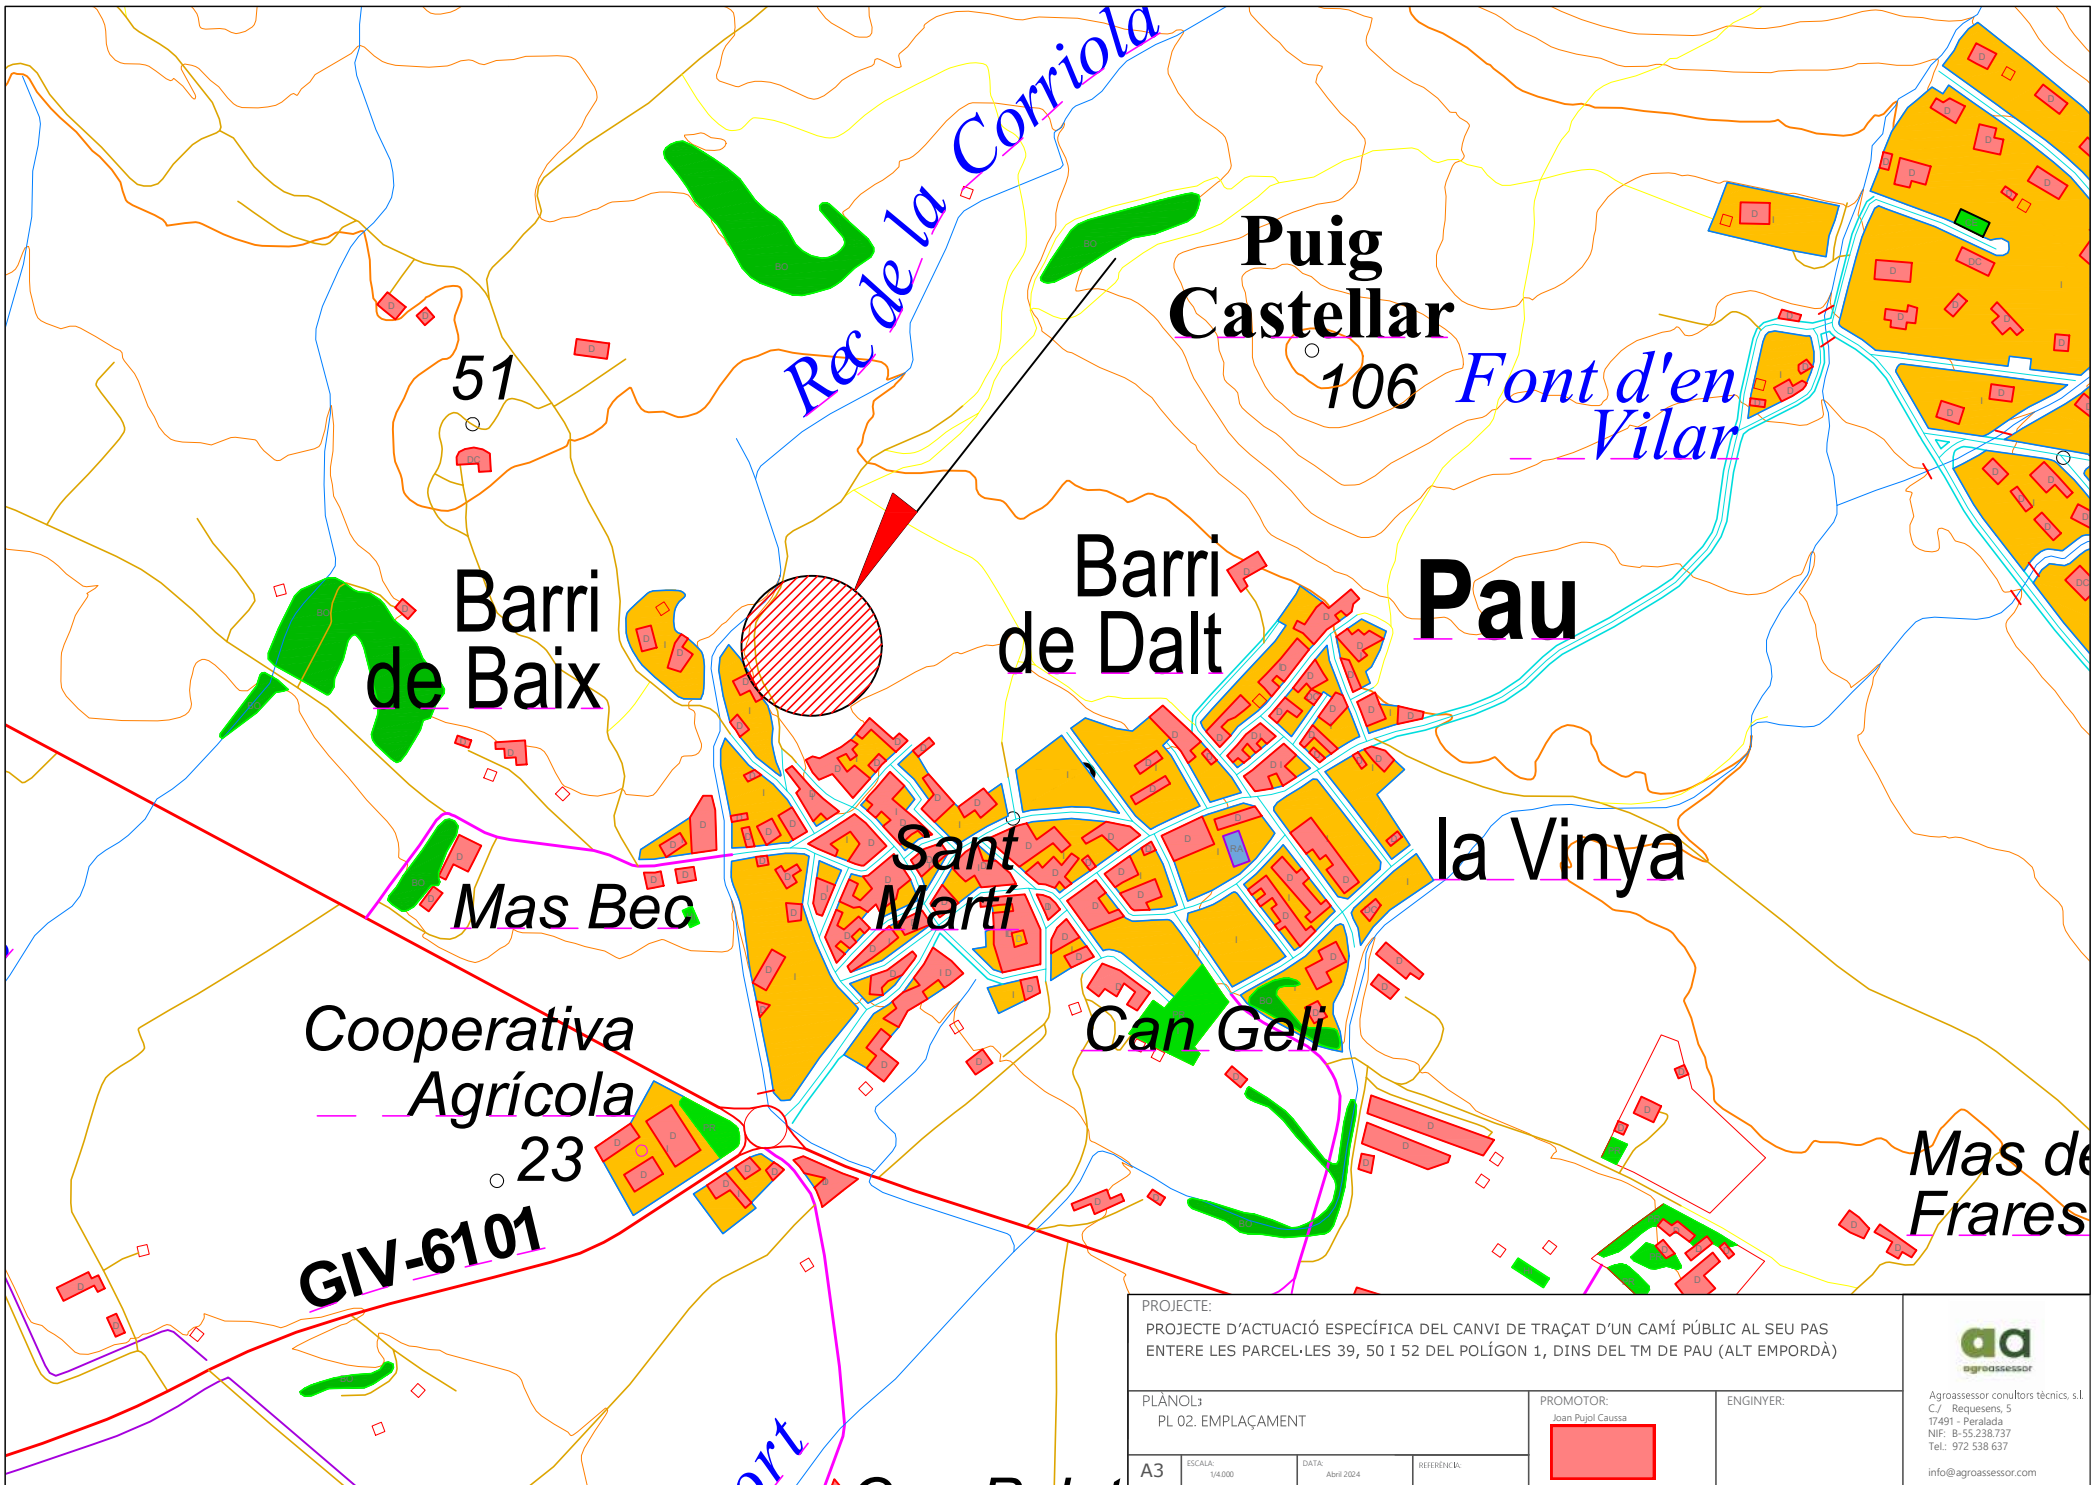 Rec de la Corriola
Puig
Castellar
106
Font d'en
Vilar
51
Barri
de Baix
Barri
de Dalt
Pau
la Vinya
Sant
Martí
Mas Bec
Can Geli
Cooperativa
Agrícola
23
GIV-6101
Mas de
Frares
ort
PROJECTE:
PROJECTE D'ACTUACIÓ ESPECÍFICA DEL CANVI DE TRAÇAT D'UN CAMÍ PÚBLIC AL SEU PAS
ENTERE LES PARCEL·LES 39, 50 I 52 DEL POLÍGON 1, DINS DEL TM DE PAU (ALT EMPORDÀ)
PLÀNOL:
PL 02. EMPLAÇAMENT
PROMOTOR:
Joan Pujol Caussa
ENGINYER:
A3
ESCALA:
1/4.000
DATA:
Abril 2024
REFERÈNCIA:
aa
agroassessor
Agroassessor conultors tècnics, s.l.
C./ Requesens, 5
17491 - Peralada
NIF: B-55.238.737
Tel.: 972 538 637
info@agroassessor.com